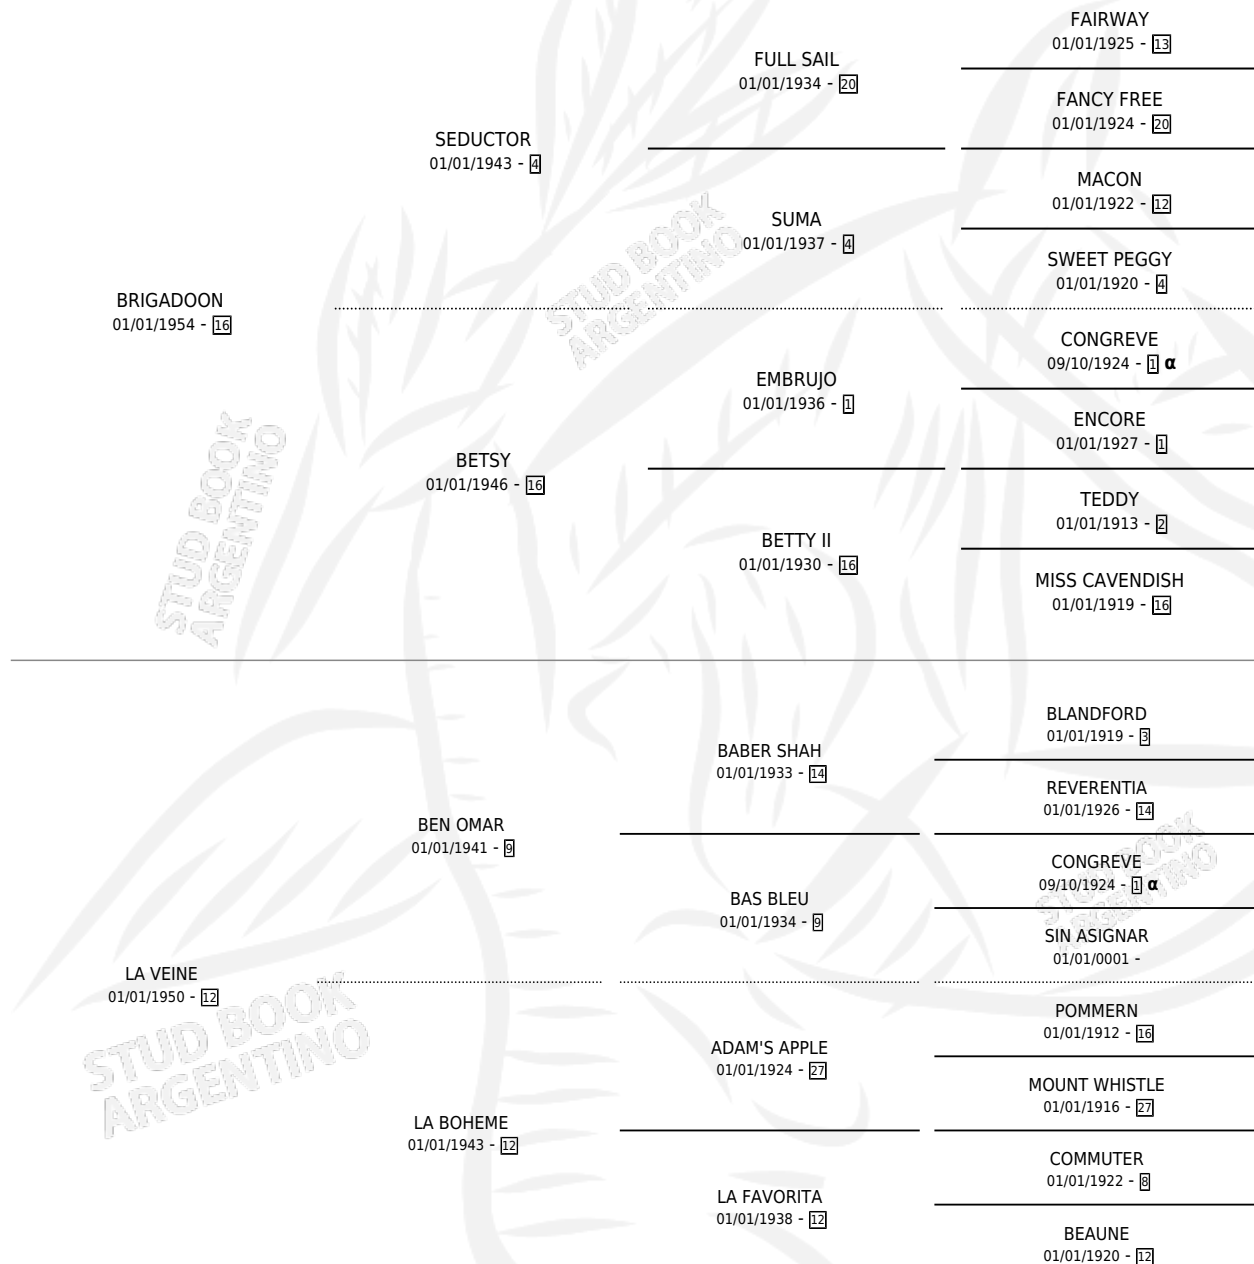 BRIGADOON
01/01/1954 - 16
SEDUCTOR
01/01/1943 - 4
BETSY
01/01/1946 - 16
FULL SAIL
01/01/1934 - 20
SUMA
01/01/1937 - 4
EMBRUJO
01/01/1936 - 1
BETTY II
01/01/1930 - 16
FAIRWAY
01/01/1925 - 13
FANCY FREE
01/01/1924 - 20
MACON
01/01/1922 - 12
SWEET PEGGY
01/01/1920 - 4
CONGREVE
09/10/1924 - 1 α
ENCORE
01/01/1927 - 1
TEDDY
01/01/1913 - 2
MISS CAVENDISH
01/01/1919 - 16
STUD BOOK
ARGENTINO
STUD BOOK
ARGENTINO
LA VEINE
01/01/1950 - 12
BEN OMAR
01/01/1941 - 9
LA BOHEME
01/01/1943 - 12
BABER SHAH
01/01/1933 - 14
BAS BLEU
01/01/1934 - 9
ADAM'S APPLE
01/01/1924 - 27
LA FAVORITA
01/01/1938 - 12
BLANDFORD
01/01/1919 - 3
REVERENTIA
01/01/1926 - 14
CONGREVE
09/10/1924 - 1 α
SIN ASIGNAR
01/01/0001 -
POMMERN
01/01/1912 - 16
MOUNT WHISTLE
01/01/1916 - 27
COMMUTER
01/01/1922 - 8
BEAUNE
01/01/1920 - 12
STUD BOOK
ARGENTINO
STUD BOOK
ARGENTINO